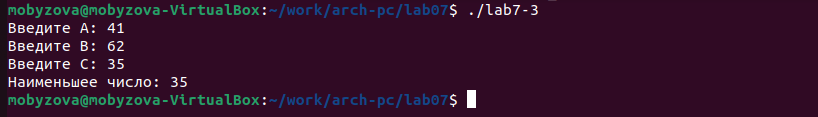 mobyzova@mobyzova-VirtualBox:~/work/arch-pc/lab07$ ./lab7-3
Введите A: 41
Введите B: 62
Введите C: 35
Наименьшее число: 35
mobyzova@mobyzova-VirtualBox:~/work/arch-pc/lab07$